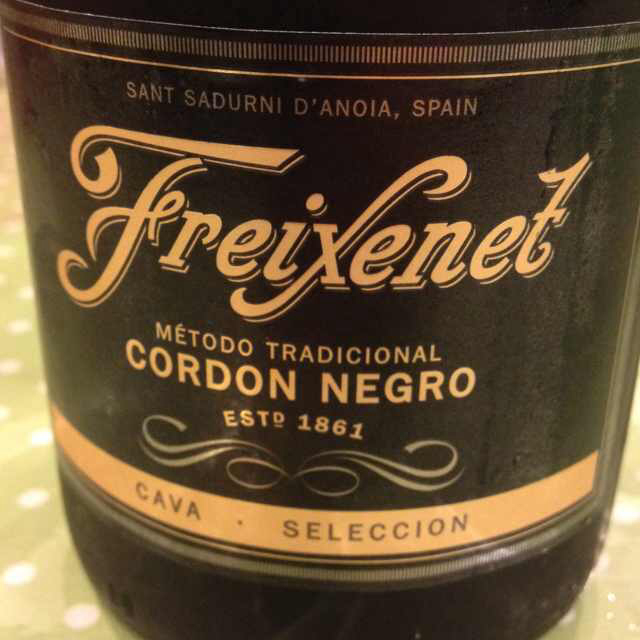 SANT SADURNI D'ANOIA, SPAIN
Freixenet
MÉTODO TRADICIONAL
CORDON NEGRO
ESTD 1861
CAVA · SELECCION